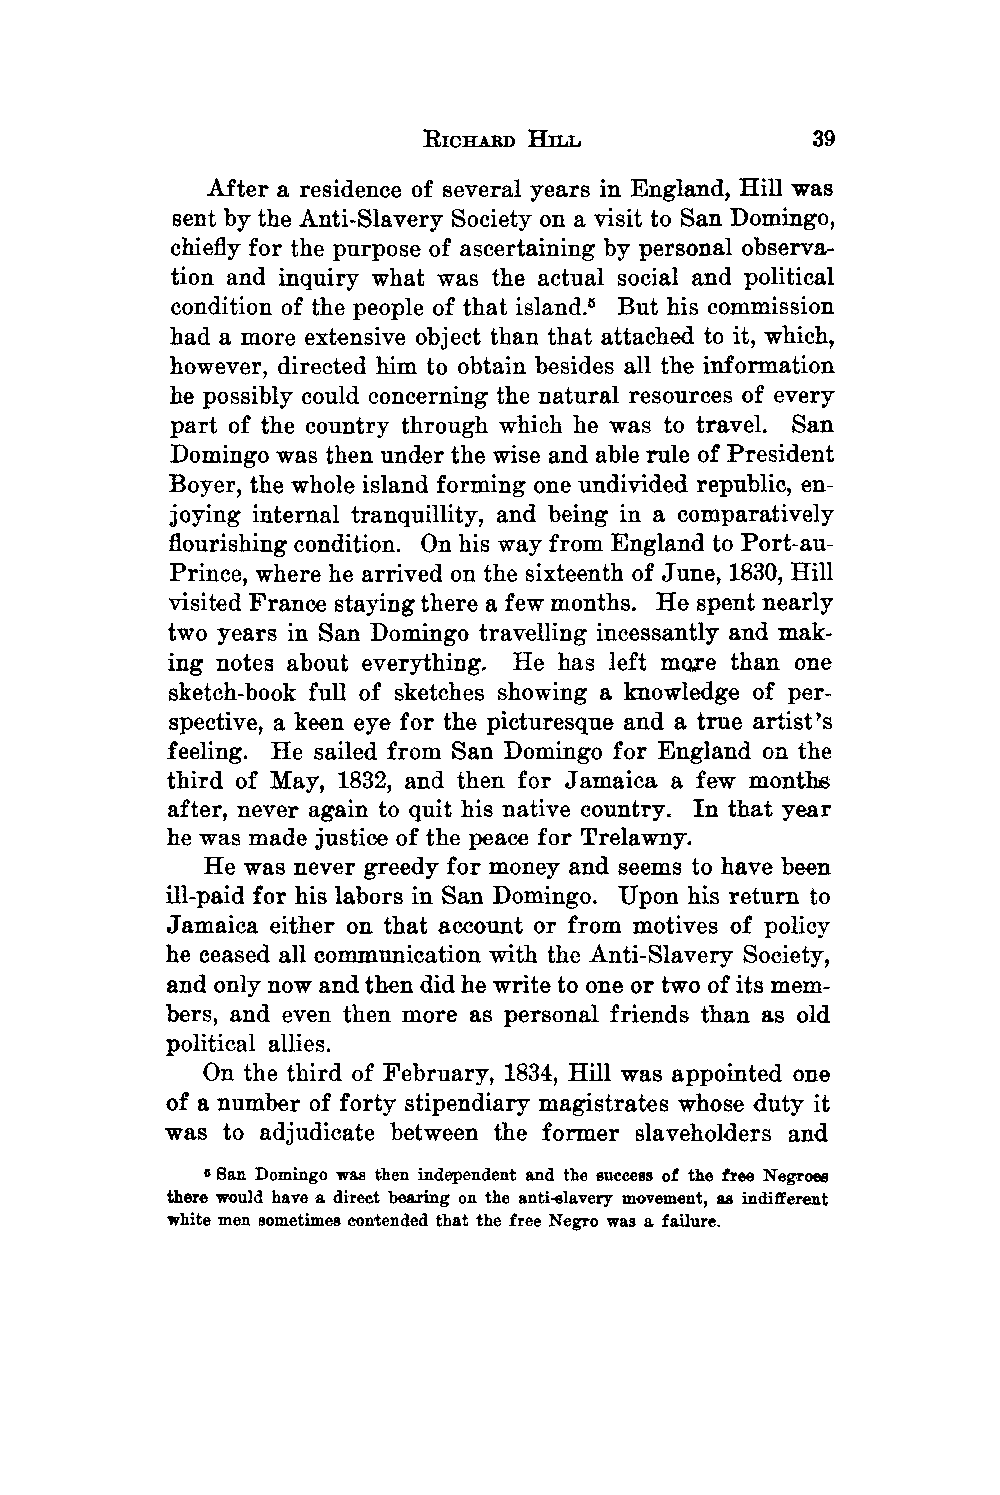 RICHARD HILL 39
After a residence of several years in England, Hill was
sent by the Anti-Slavery Society on a visit to San Domingo,
chiefly for the purpose of ascertaining by personal observa-
tion and inquiry what was the actual social and political
condition of the people of that island.⁵ But his commission
had a more extensive object than that attached to it, which,
however, directed him to obtain besides all the information
he possibly could concerning the natural resources of every
part of the country through which he was to travel. San
Domingo was then under the wise and able rule of President
Boyer, the whole island forming one undivided republic, en-
joying internal tranquillity, and being in a comparatively
flourishing condition. On his way from England to Port-au-
Prince, where he arrived on the sixteenth of June, 1830, Hill
visited France staying there a few months. He spent nearly
two years in San Domingo travelling incessantly and mak-
ing notes about everything. He has left more than one
sketch-book full of sketches showing a knowledge of per-
spective, a keen eye for the picturesque and a true artist's
feeling. He sailed from San Domingo for England on the
third of May, 1832, and then for Jamaica a few months
after, never again to quit his native country. In that year
he was made justice of the peace for Trelawny.
He was never greedy for money and seems to have been
ill-paid for his labors in San Domingo. Upon his return to
Jamaica either on that account or from motives of policy
he ceased all communication with the Anti-Slavery Society,
and only now and then did he write to one or two of its mem-
bers, and even then more as personal friends than as old
political allies.
On the third of February, 1834, Hill was appointed one
of a number of forty stipendiary magistrates whose duty it
was to adjudicate between the former slaveholders and
⁵ San Domingo was then independent and the success of the free Negroes
there would have a direct bearing on the anti-slavery movement, as indifferent
white men sometimes contended that the free Negro was a failure.